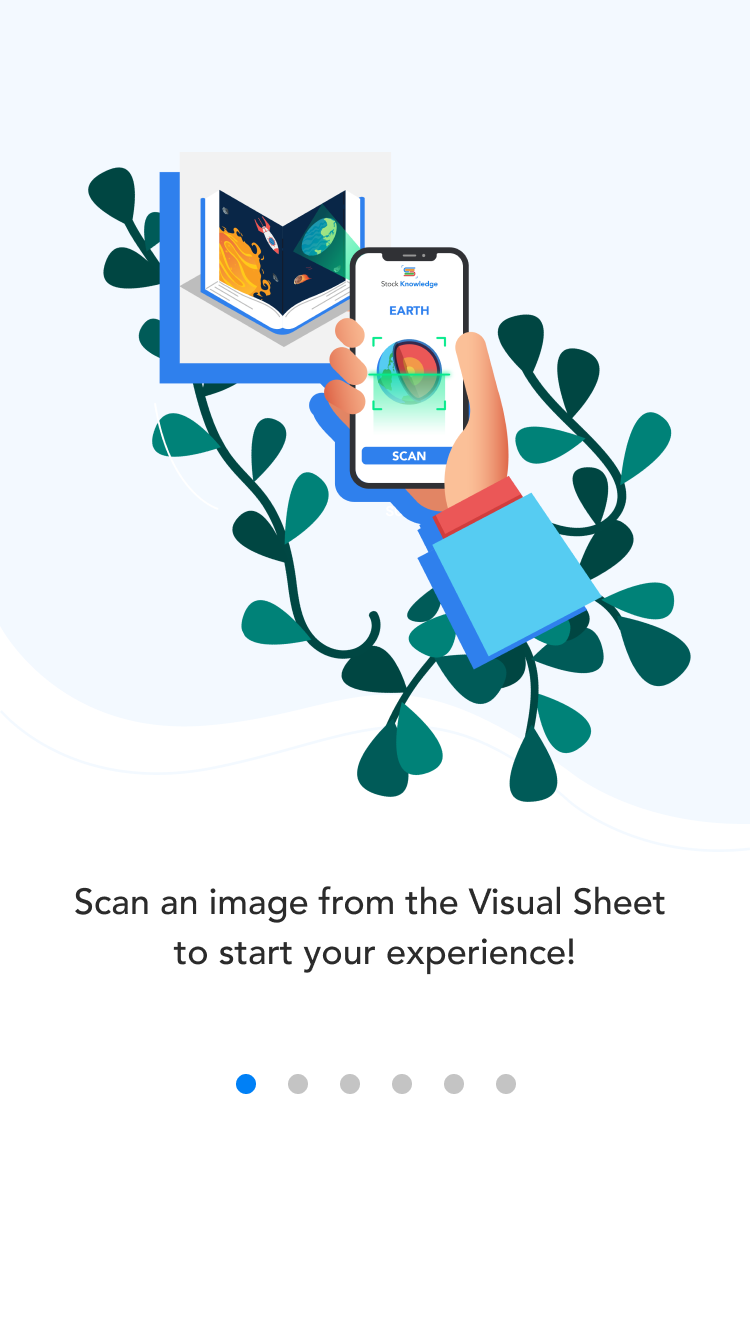 Stock Knowledge
EARTH
SCAN
Scan an image from the Visual Sheet
to start your experience!